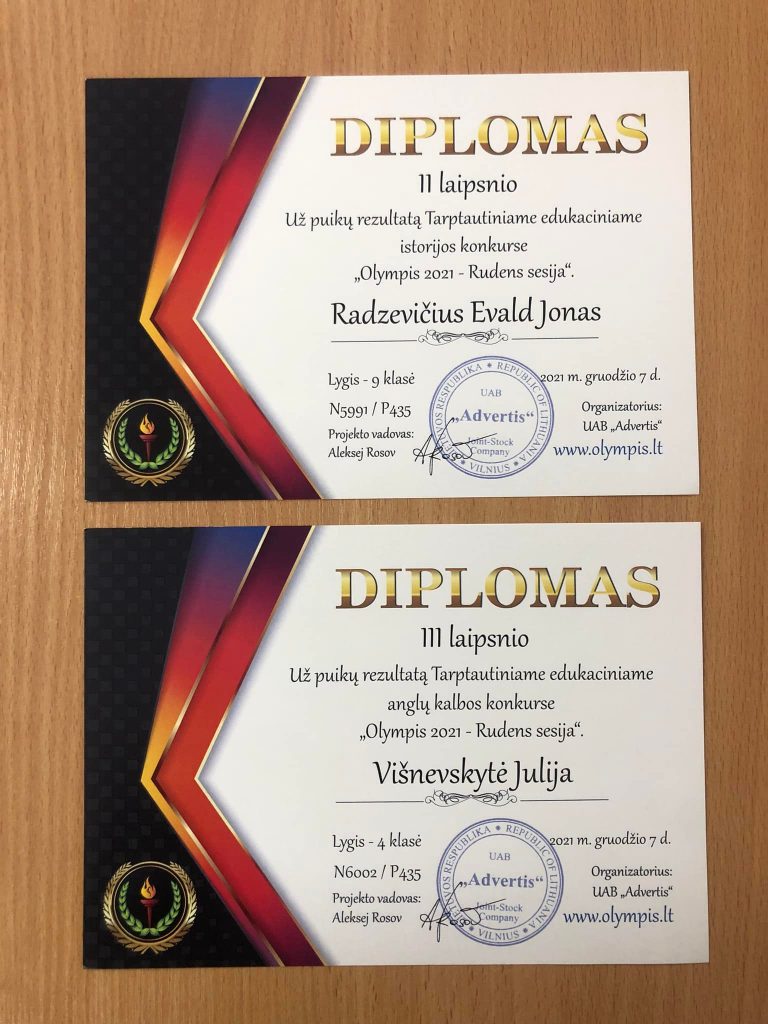 DIPLOMAS
II laipsnio
Už puikų rezultatą Tarptautiniame edukaciniame
istorijos konkurse
„Olympis 2021 - Rudens sesija“.
Radzevičius Evald Jonas
Lygis - 9 klasė
2021 m. gruodžio 7 d.
N5991 / P435
Organizatorius:
Projekto vadovas:
UAB „Advertis“
Aleksej Rosov
www.olympis.lt
LIETUVOS RESPUBLIKA * REPUBLIC OF LITHUANIA
UAB
„Advertis“
Joint-Stock
Company
* VILNIUS *
DIPLOMAS
III laipsnio
Už puikų rezultatą Tarptautiniame edukaciniame
anglų kalbos konkurse
„Olympis 2021 - Rudens sesija“.
Višnevskytė Julija
Lygis - 4 klasė
2021 m. gruodžio 7 d.
N6002 / P435
Organizatorius:
Projekto vadovas:
UAB „Advertis“
Aleksej Rosov
www.olympis.lt
LIETUVOS RESPUBLIKA * REPUBLIC OF LITHUANIA
UAB
„Advertis“
Joint-Stock
Company
* VILNIUS *